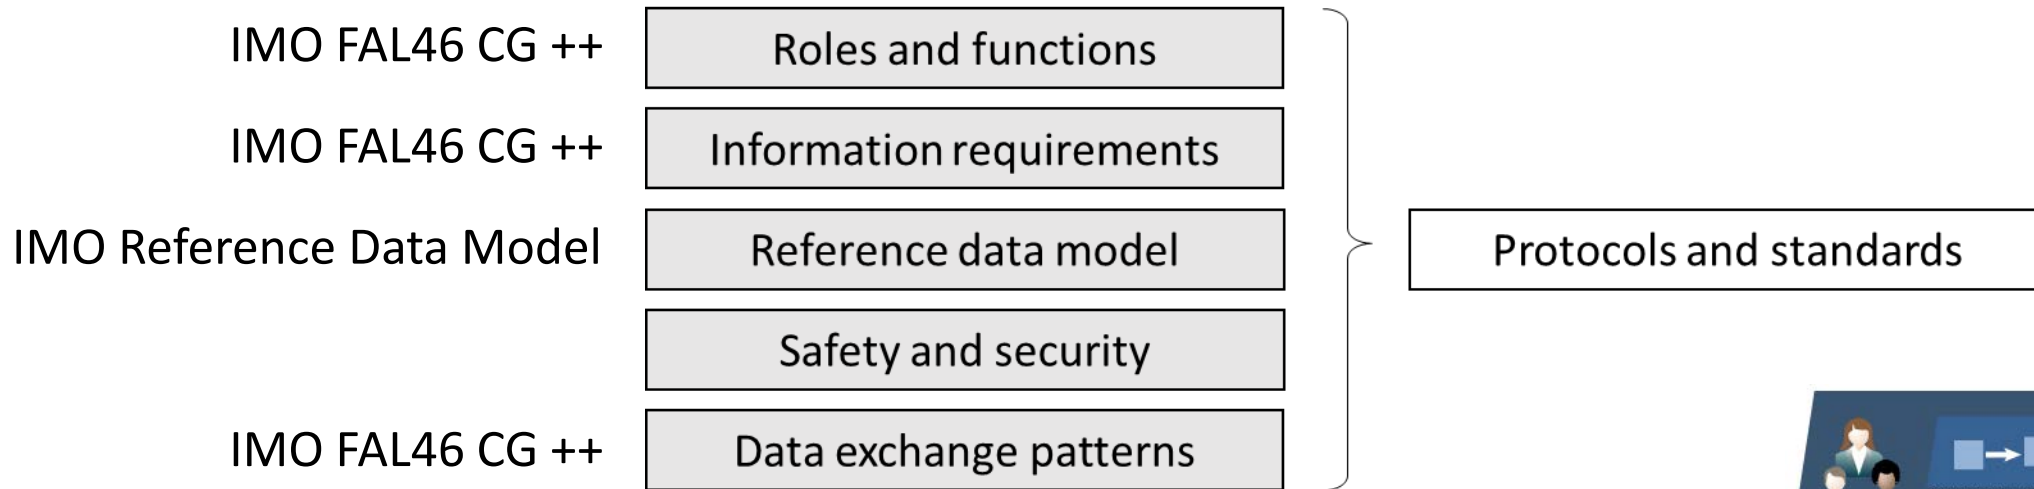 IMO FAL46 CG ++ Roles and functions
IMO FAL46 CG ++ Information requirements
IMO Reference Data Model Reference data model Protocols and standards
Safety and security
IMO FAL46 CG ++ Data exchange patterns